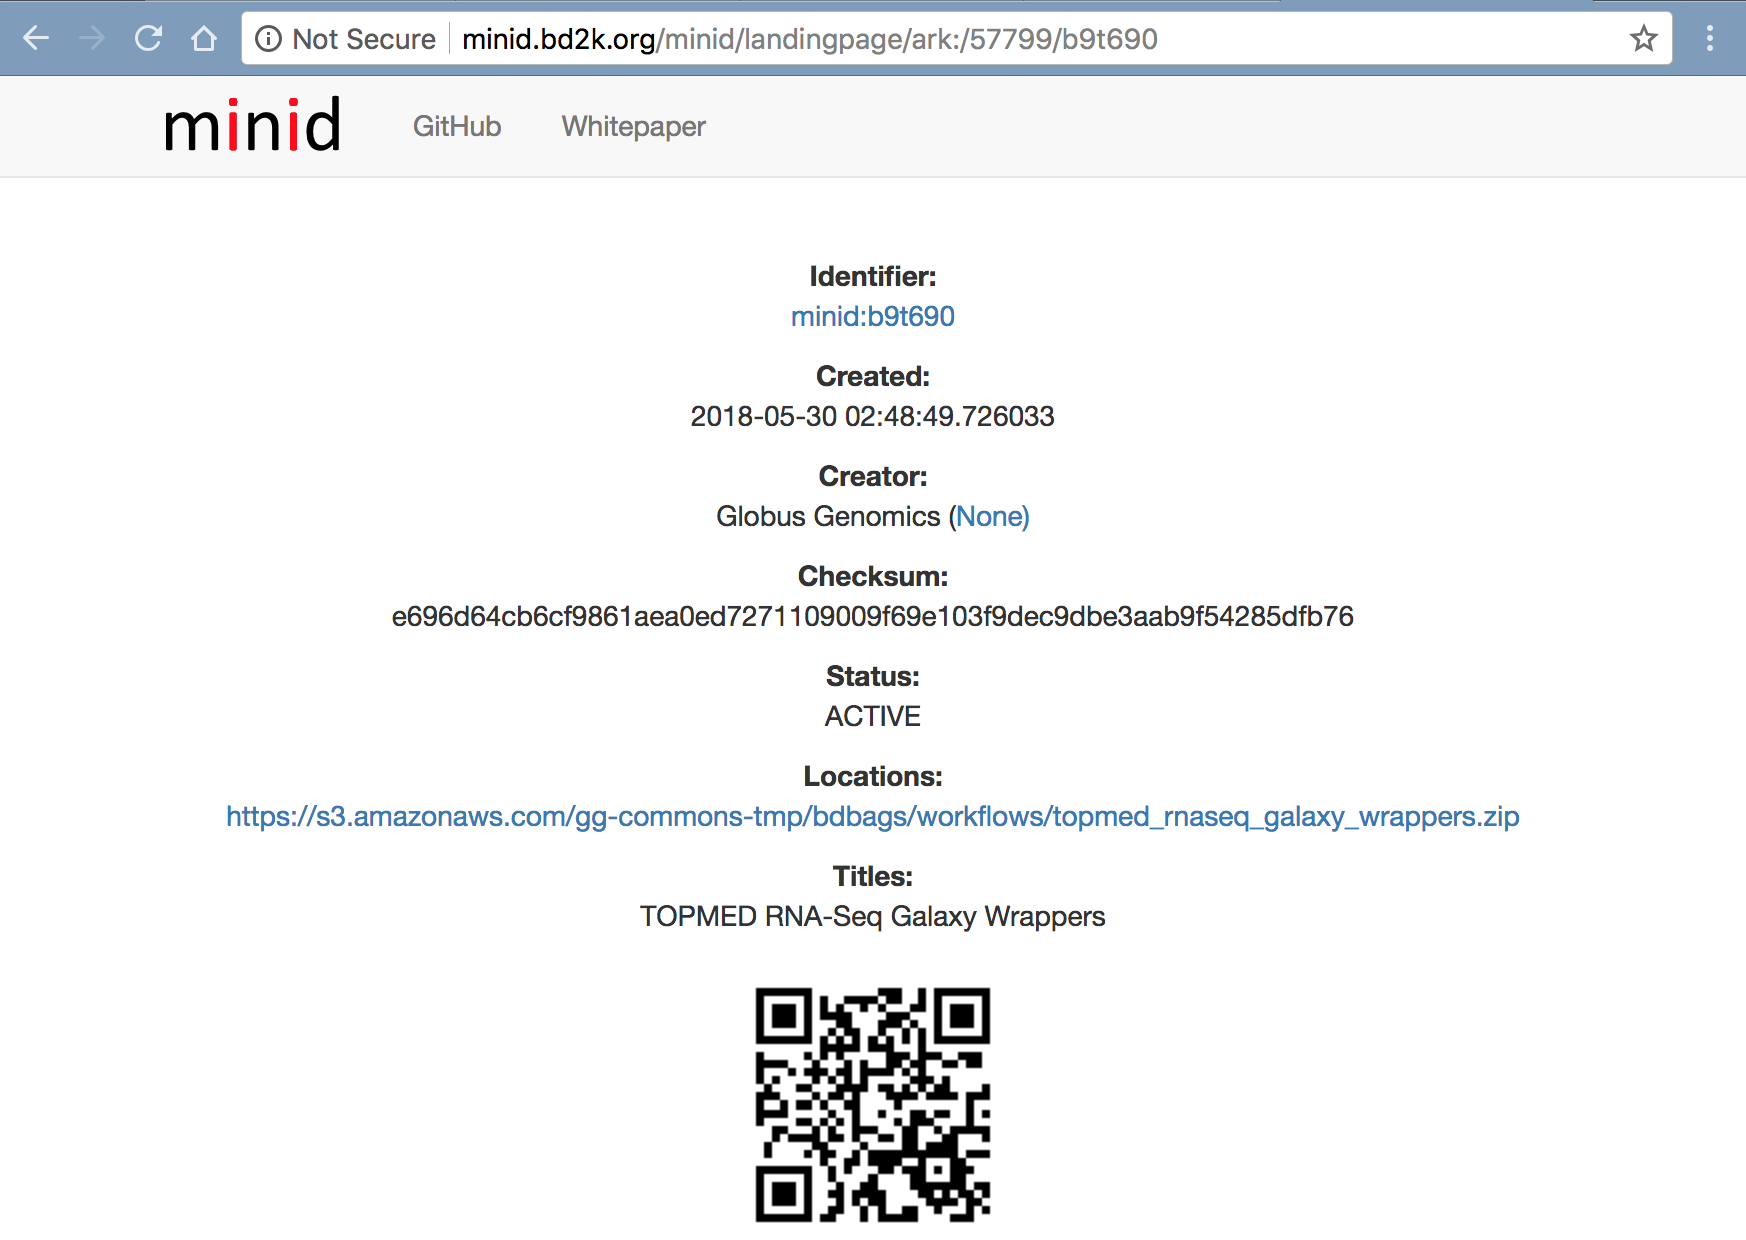 Not Secure minid.bd2k.org/minid/landingpage/ark:/57799/b9t690
minid GitHub Whitepaper
Identifier:
minid:b9t690
Created:
2018-05-30 02:48:49.726033
Creator:
Globus Genomics (None)
Checksum:
e696d64cb6cf9861aea0ed7271109009f69e103f9dec9dbe3aab9f54285dfb76
Status:
ACTIVE
Locations:
https://s3.amazonaws.com/gg-commons-tmp/bdbags/workflows/topmed_rnaseq_galaxy_wrappers.zip
Titles:
TOPMED RNA-Seq Galaxy Wrappers